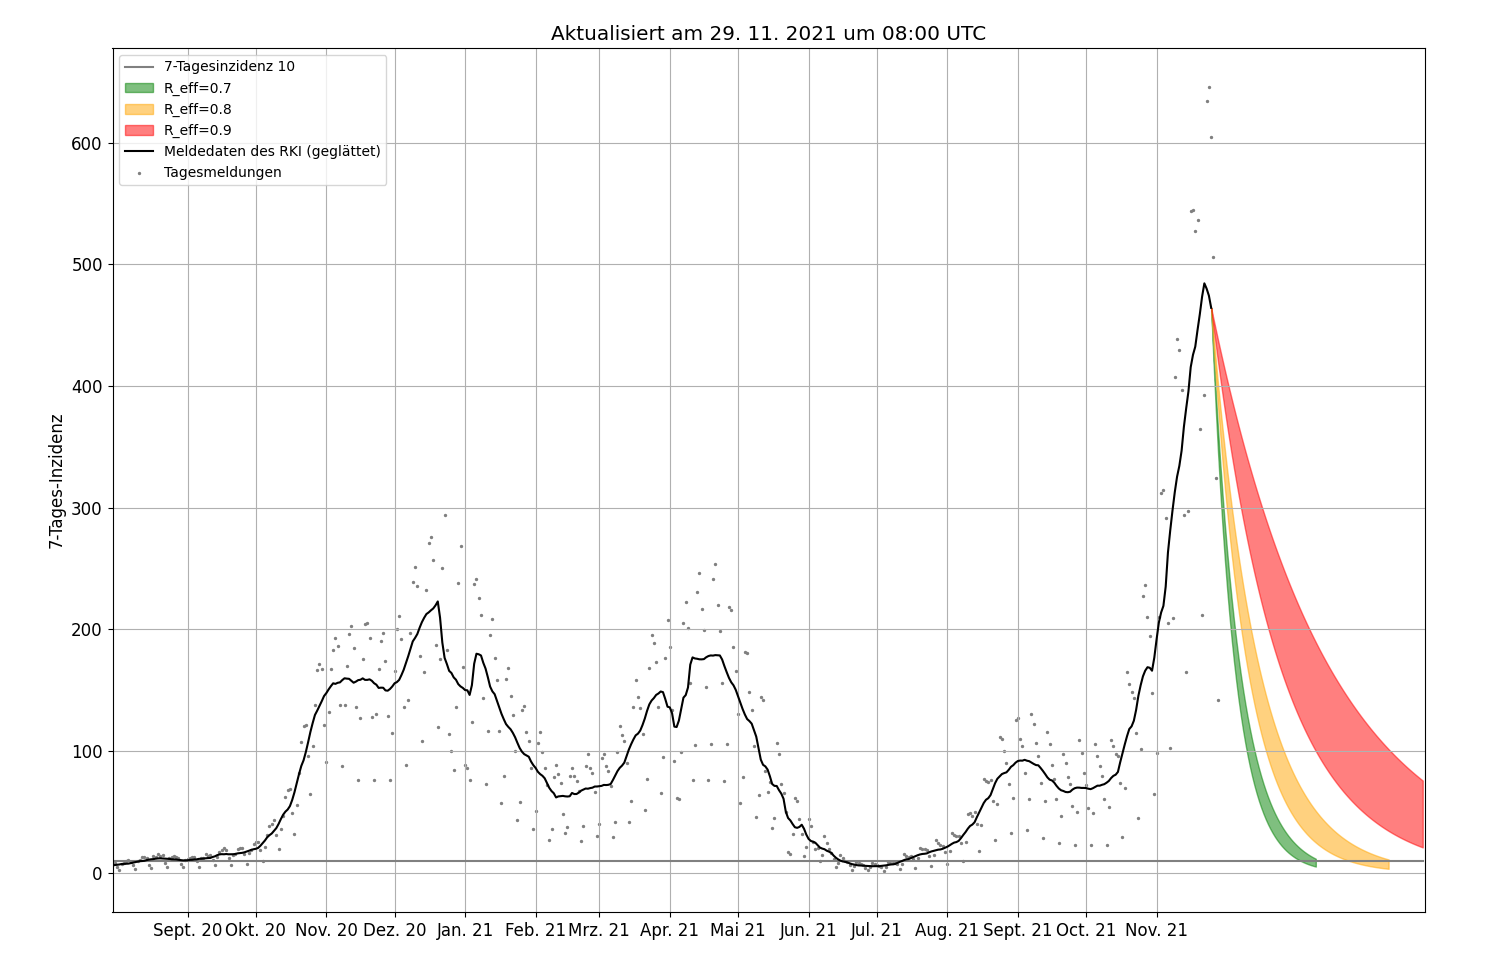 Aktualisiert am 29. 11. 2021 um 08:00 UTC
7-Tagesinzidenz 10
R_eff=0.7
R_eff=0.8
R_eff=0.9
Meldedaten des RKI (geglättet)
Tagesmeldungen
7-Tages-Inzidenz
600
500
400
300
200
100
0
Sept. 20 Okt. 20 Nov. 20 Dez. 20 Jan. 21 Feb. 21 Mrz. 21 Apr. 21 Mai 21 Jun. 21 Jul. 21 Aug. 21 Sept. 21 Oct. 21 Nov. 21